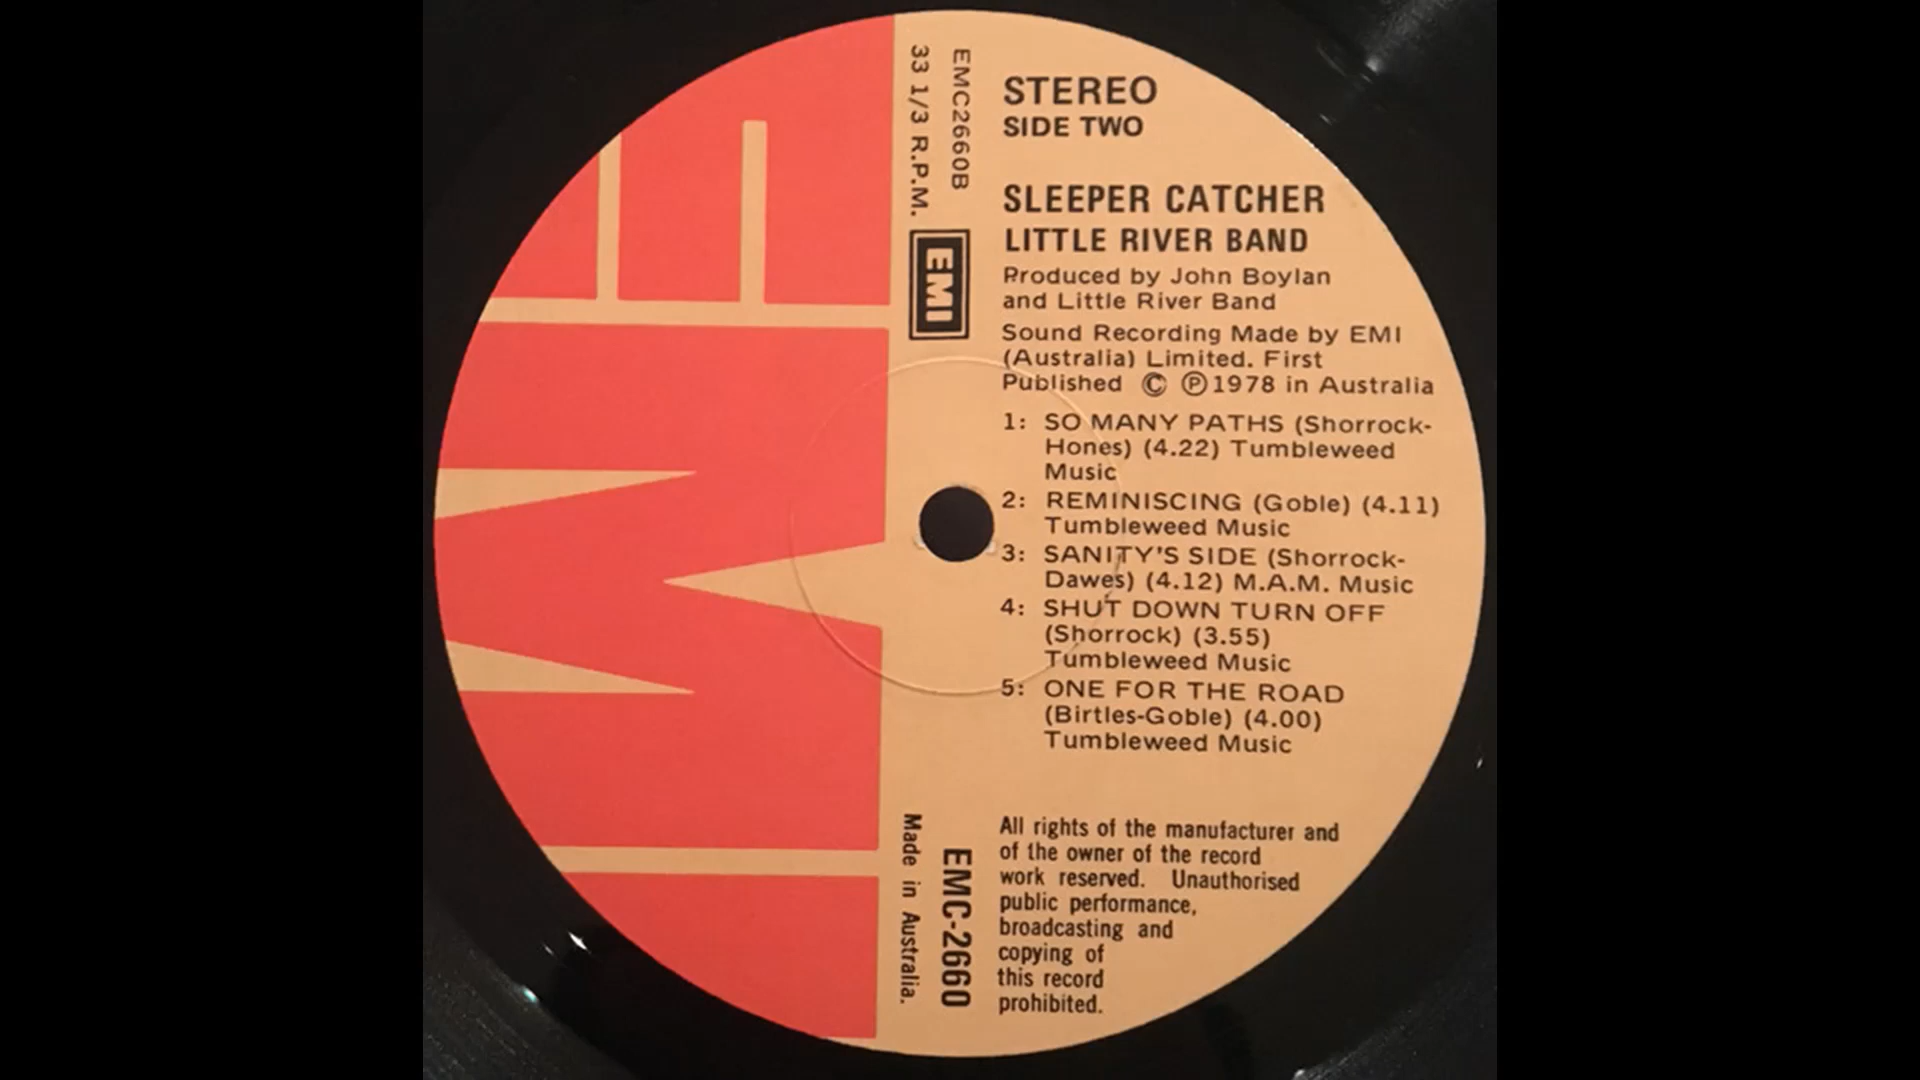 STEREO
SIDE TWO
SLEEPER CATCHER
LITTLE RIVER BAND
Produced by John Boylan
and Little River Band
Sound Recording Made by EMI
(Australia) Limited. First
Published © ℗1978 in Australia
1: SO MANY PATHS (Shorrock-
Hones) (4.22) Tumbleweed
Music
2: REMINISCING (Goble) (4.11)
Tumbleweed Music
3: SANITY'S SIDE (Shorrock-
Dawes) (4.12) M.A.M. Music
4: SHUT DOWN TURN OFF
(Shorrock) (3.55)
Tumbleweed Music
5: ONE FOR THE ROAD
(Birtles-Goble) (4.00)
Tumbleweed Music
All rights of the manufacturer and
of the owner of the record
work reserved. Unauthorised
public performance,
broadcasting and
copying of
this record
prohibited.
EMC2660B
33 1/3 R.P.M.
EMI
EMC-2660
Made in Australia.
EMI